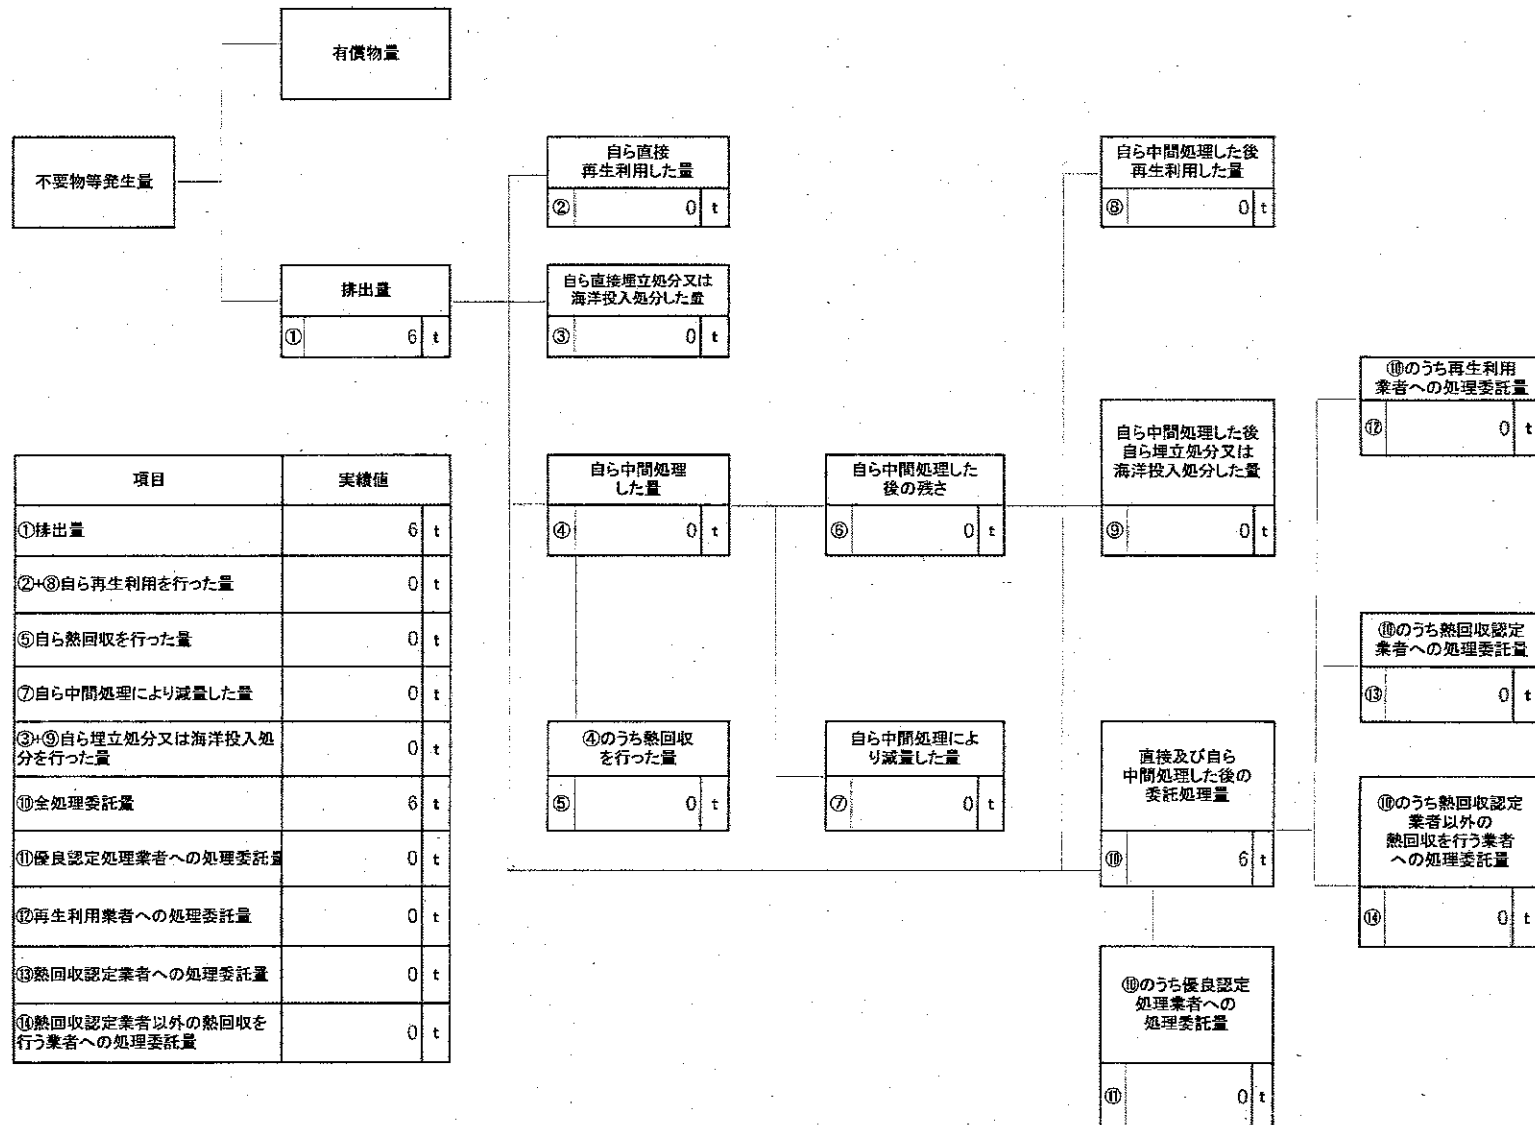 有償物量
不要物等発生量
排出量
① 6 t
自ら直接
再生利用した量
② 0 t
自ら直接埋立処分又は
海洋投入処分した量
③ 0 t
自ら中間処理
した量
④ 0 t
④のうち熱回収
を行った量
⑤ 0 t
自ら中間処理した
後の残さ
⑥ 0 t
自ら中間処理によ
り減量した量
⑦ 0 t
自ら中間処理した後
再生利用した量
⑧ 0 t
自ら中間処理した後
自ら埋立処分又は
海洋投入処分した量
⑨ 0 t
直接及び自ら
中間処理した後の
委託処理量
⑩ 6 t
⑩のうち優良認定
処理業者への
処理委託量
⑪ 0 t
⑩のうち再生利用
業者への処理委託量
⑫ 0 t
⑩のうち熱回収認定
業者への処理委託量
⑬ 0 t
⑩のうち熱回収認定
業者以外の
熱回収を行う業者
への処理委託量
⑭ 0 t
項目 実績値
①排出量 6 t
②+⑧自ら再生利用を行った量 0 t
⑤自ら熱回収を行った量 0 t
⑦自ら中間処理により減量した量 0 t
③+⑨自ら埋立処分又は海洋投入処
分を行った量 0 t
⑩全処理委託量 6 t
⑪優良認定処理業者への処理委託量 0 t
⑫再生利用業者への処理委託量 0 t
⑬熱回収認定業者への処理委託量 0 t
⑭熱回収認定業者以外の熱回収を
行う業者への処理委託量 0 t